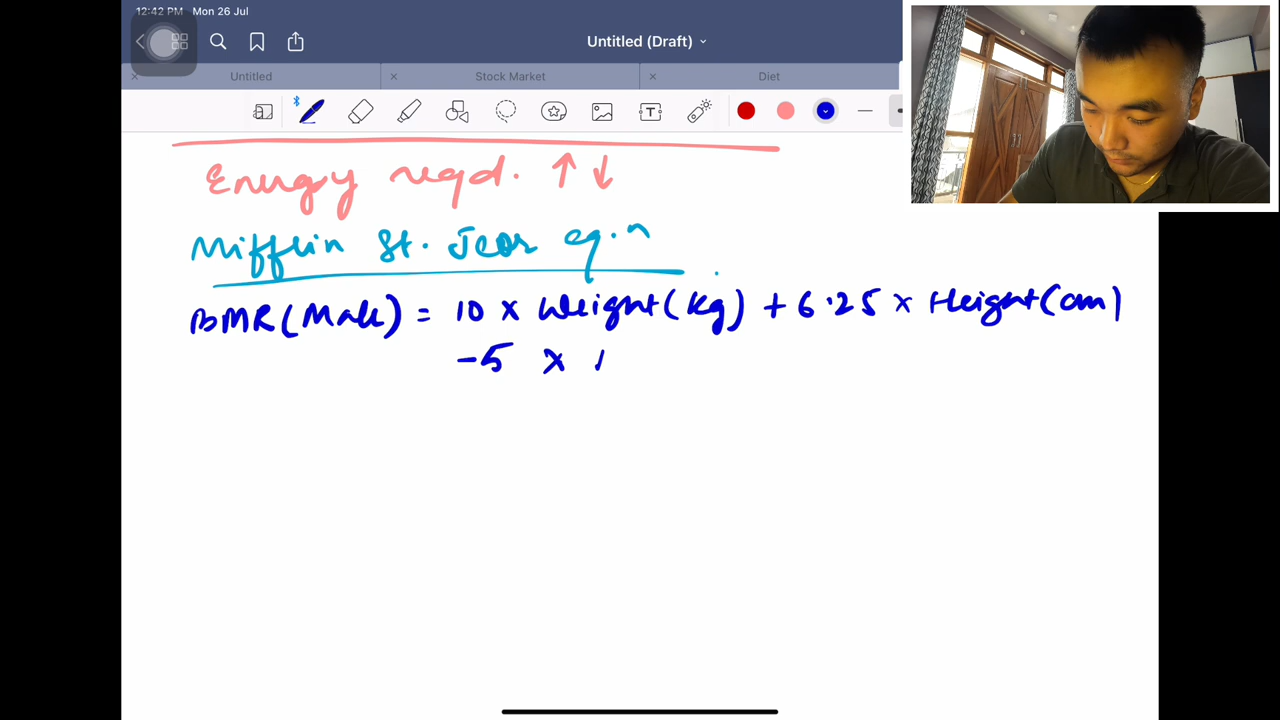 12:42 PM Mon 26 Jul
Untitled (Draft)
Untitled Stock Market Diet
Energy reqd. ↑ ↓
Mifflin St. Jeor eq.n
BMR (Male) = 10 x Weight (kg) + 6.25 x Height (cm)
-5 x